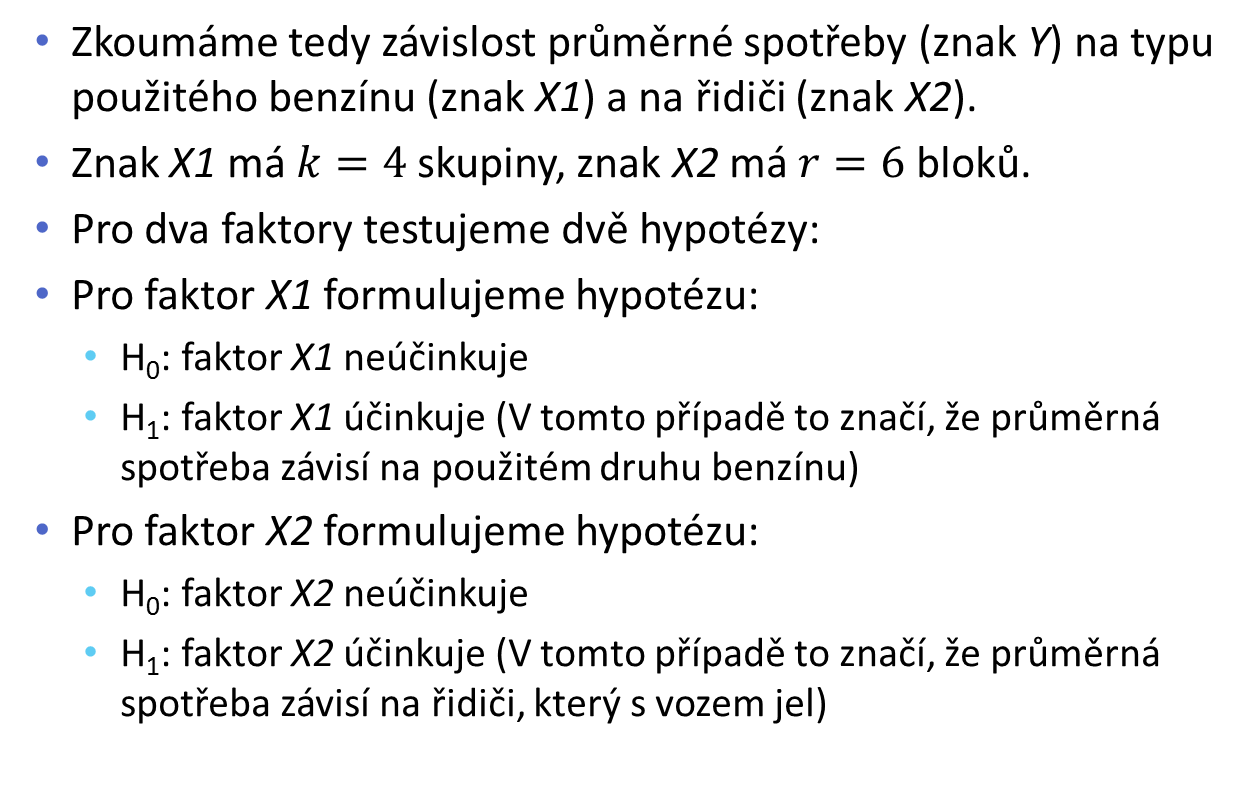 • Zkoumáme tedy závislost průměrné spotřeby (znak Y) na typu
použitého benzínu (znak X1) a na řidiči (znak X2).
• Znak X1 má k = 4 skupiny, znak X2 má r = 6 bloků.
• Pro dva faktory testujeme dvě hypotézy:
• Pro faktor X1 formulujeme hypotézu:
• H₀: faktor X1 neúčinkuje
• H₁: faktor X1 účinkuje (V tomto případě to značí, že průměrná
spotřeba závisí na použitém druhu benzínu)
• Pro faktor X2 formulujeme hypotézu:
• H₀: faktor X2 neúčinkuje
• H₁: faktor X2 účinkuje (V tomto případě to značí, že průměrná
spotřeba závisí na řidiči, který s vozem jel)